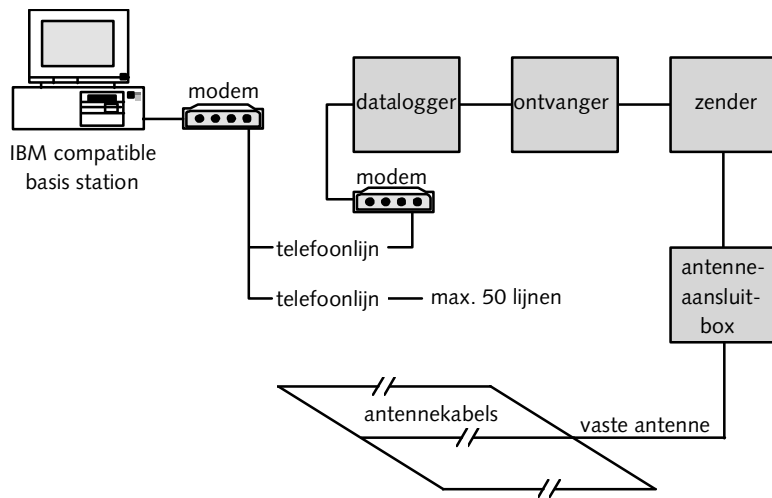 modem
IBM compatible
basis station
datalogger
ontvanger
zender
modem
telefoonlijn
telefoonlijn
max. 50 lijnen
antenne-
aansluit-
box
antennekabels
vaste antenne